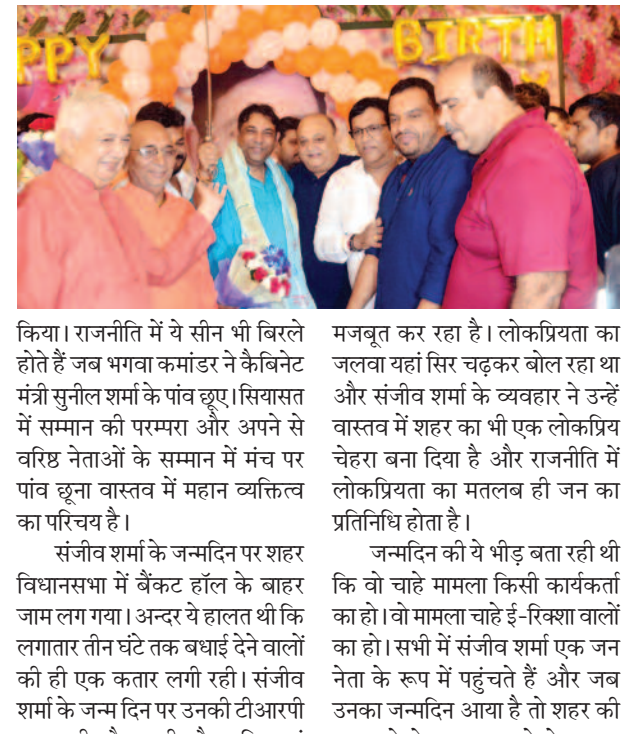 PPY
BIRTH
Y
किया। राजनीति में ये सीन भी बिरले
होते हैं जब भगवा कमांडर ने कैबिनेट
मंत्री सुनील शर्मा के पांव छूए। सियासत
में सम्मान की परम्परा और अपने से
वरिष्ठ नेताओं के सम्मान में मंच पर
पांव छूना वास्तव में महान व्यक्तित्व
का परिचय है।
संजीव शर्मा के जन्मदिन पर शहर
विधानसभा में बैंकट हॉल के बाहर
जाम लग गया। अन्दर ये हालत थी कि
लगातार तीन घंटे तक बधाई देने वालों
की ही एक कतार लगी रही। संजीव
शर्मा के जन्म दिन पर उनकी टीआरपी
मजबूत कर रहा है। लोकप्रियता का
जलवा यहां सिर चढ़कर बोल रहा था
और संजीव शर्मा के व्यवहार ने उन्हें
वास्तव में शहर का भी एक लोकप्रिय
चेहरा बना दिया है और राजनीति में
लोकप्रियता का मतलब ही जन का
प्रतिनिधि होता है।
जन्मदिन की ये भीड़ बता रही थी
कि वो चाहे मामला किसी कार्यकर्ता
का हो। वो मामला चाहे ई-रिक्शा वालों
का हो। सभी में संजीव शर्मा एक जन
नेता के रूप में पहुंचते हैं और जब
उनका जन्मदिन आया है तो शहर की